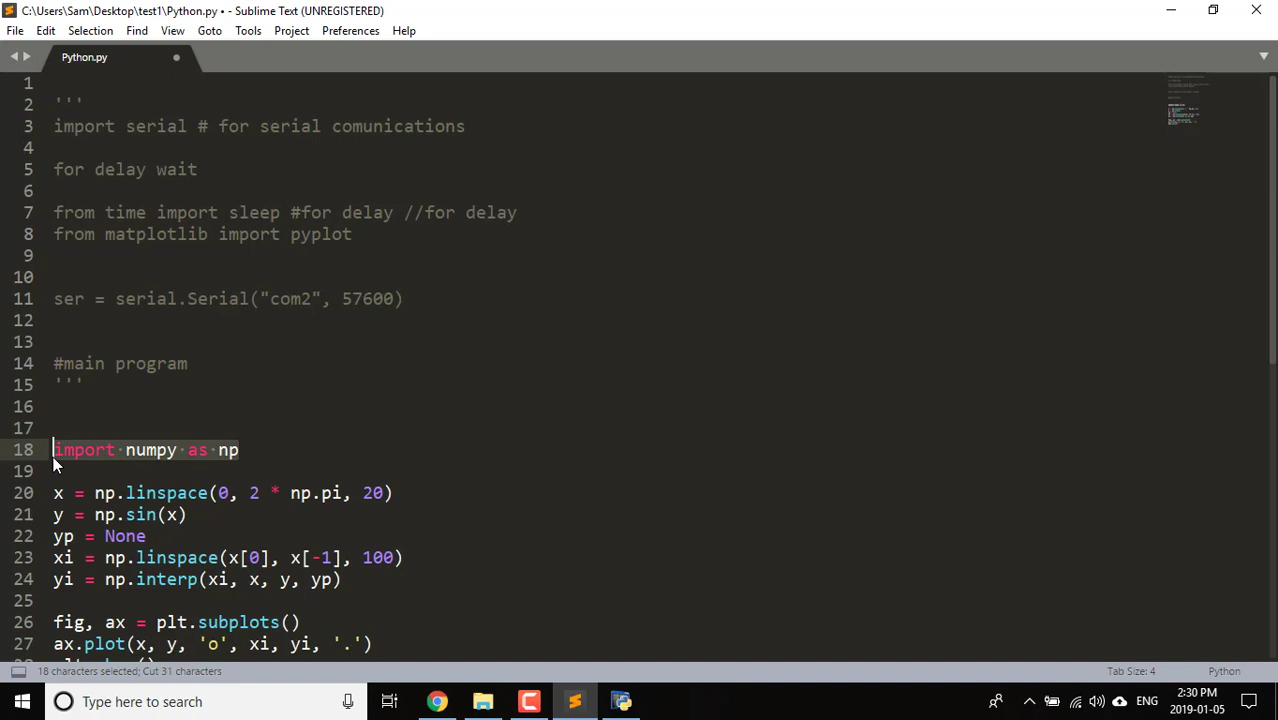 C:\Users\Sam\Desktop\test1\Python.py • - Sublime Text (UNREGISTERED)
File Edit Selection Find View Goto Tools Project Preferences Help
Python.py
1
2 '''
3 import serial # for serial comunications
4
5 for delay wait
6
7 from time import sleep #for delay //for delay
8 from matplotlib import pyplot
9
10
11 ser = serial.Serial("com2", 57600)
12
13
14 #main program
15 '''
16
17
18 import numpy as np
19
20 x = np.linspace(0, 2 * np.pi, 20)
21 y = np.sin(x)
22 yp = None
23 xi = np.linspace(x[0], x[-1], 100)
24 yi = np.interp(xi, x, y, yp)
25
26 fig, ax = plt.subplots()
27 ax.plot(x, y, 'o', xi, yi, '.')
18 characters selected; Cut 31 characters Tab Size: 4 Python
Type here to search ENG 2:30 PM
2019-01-05